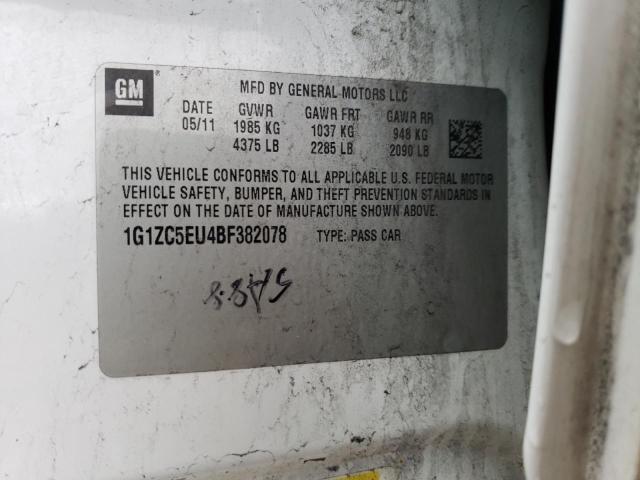 GM
MFD BY GENERAL MOTORS LLC
DATE GVWR GAWR FRT GAWR RR
05/11 1985 KG 1037 KG 948 KG
4375 LB 2285 LB 2090 LB
THIS VEHICLE CONFORMS TO ALL APPLICABLE U.S. FEDERAL MOTOR
VEHICLE SAFETY, BUMPER, AND THEFT PREVENTION STANDARDS IN
EFFECT ON THE DATE OF MANUFACTURE SHOWN ABOVE.
1G1ZC5EU4BF382078 TYPE: PASS CAR